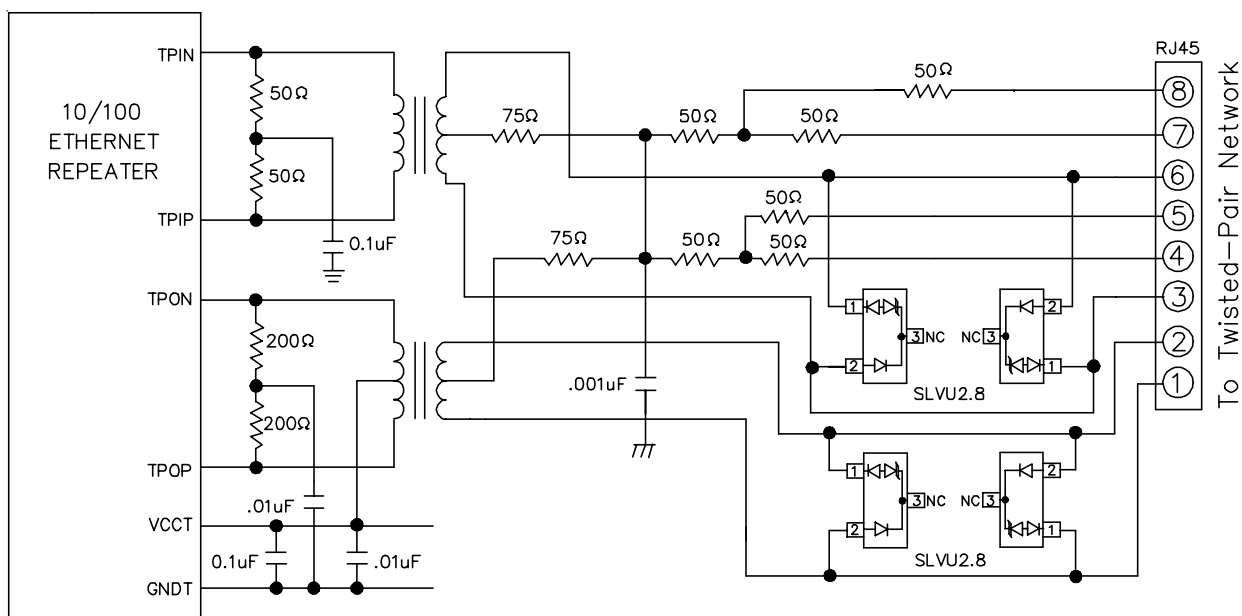 10/100
ETHERNET
REPEATER
TPIN
50Ω
50Ω
TPIP
0.1uF
TPON
200Ω
200Ω
TPOP
.01uF
VCCT
0.1uF
.01uF
GNDT
75Ω
50Ω
50Ω
50Ω
75Ω
50Ω
50Ω
50Ω
.001uF
1
2
3
NC
NC
3
2
1
SLVU2.8
1
2
3
NC
NC
3
2
1
SLVU2.8
RJ45
8
7
6
5
4
3
2
1
To Twisted-Pair Network